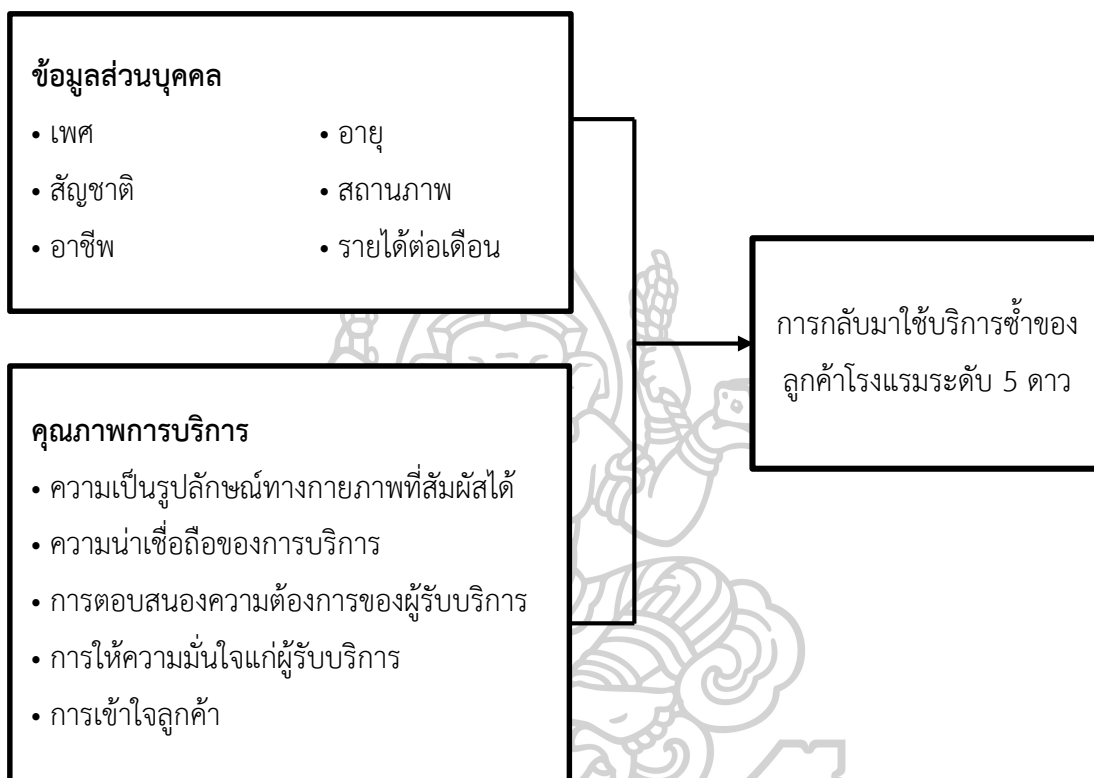 ข้อมูลส่วนบุคคล
• เพศ • อายุ
• สัญชาติ • สถานภาพ
• อาชีพ • รายได้ต่อเดือน
การกลับมาใช้บริการซ้ำของ
ลูกค้าโรงแรมระดับ 5 ดาว
คุณภาพการบริการ
• ความเป็นรูปลักษณ์ทางกายภาพที่สัมผัสได้
• ความน่าเชื่อถือของการบริการ
• การตอบสนองความต้องการของผู้รับบริการ
• การให้ความมั่นใจแก่ผู้รับบริการ
• การเข้าใจลูกค้า